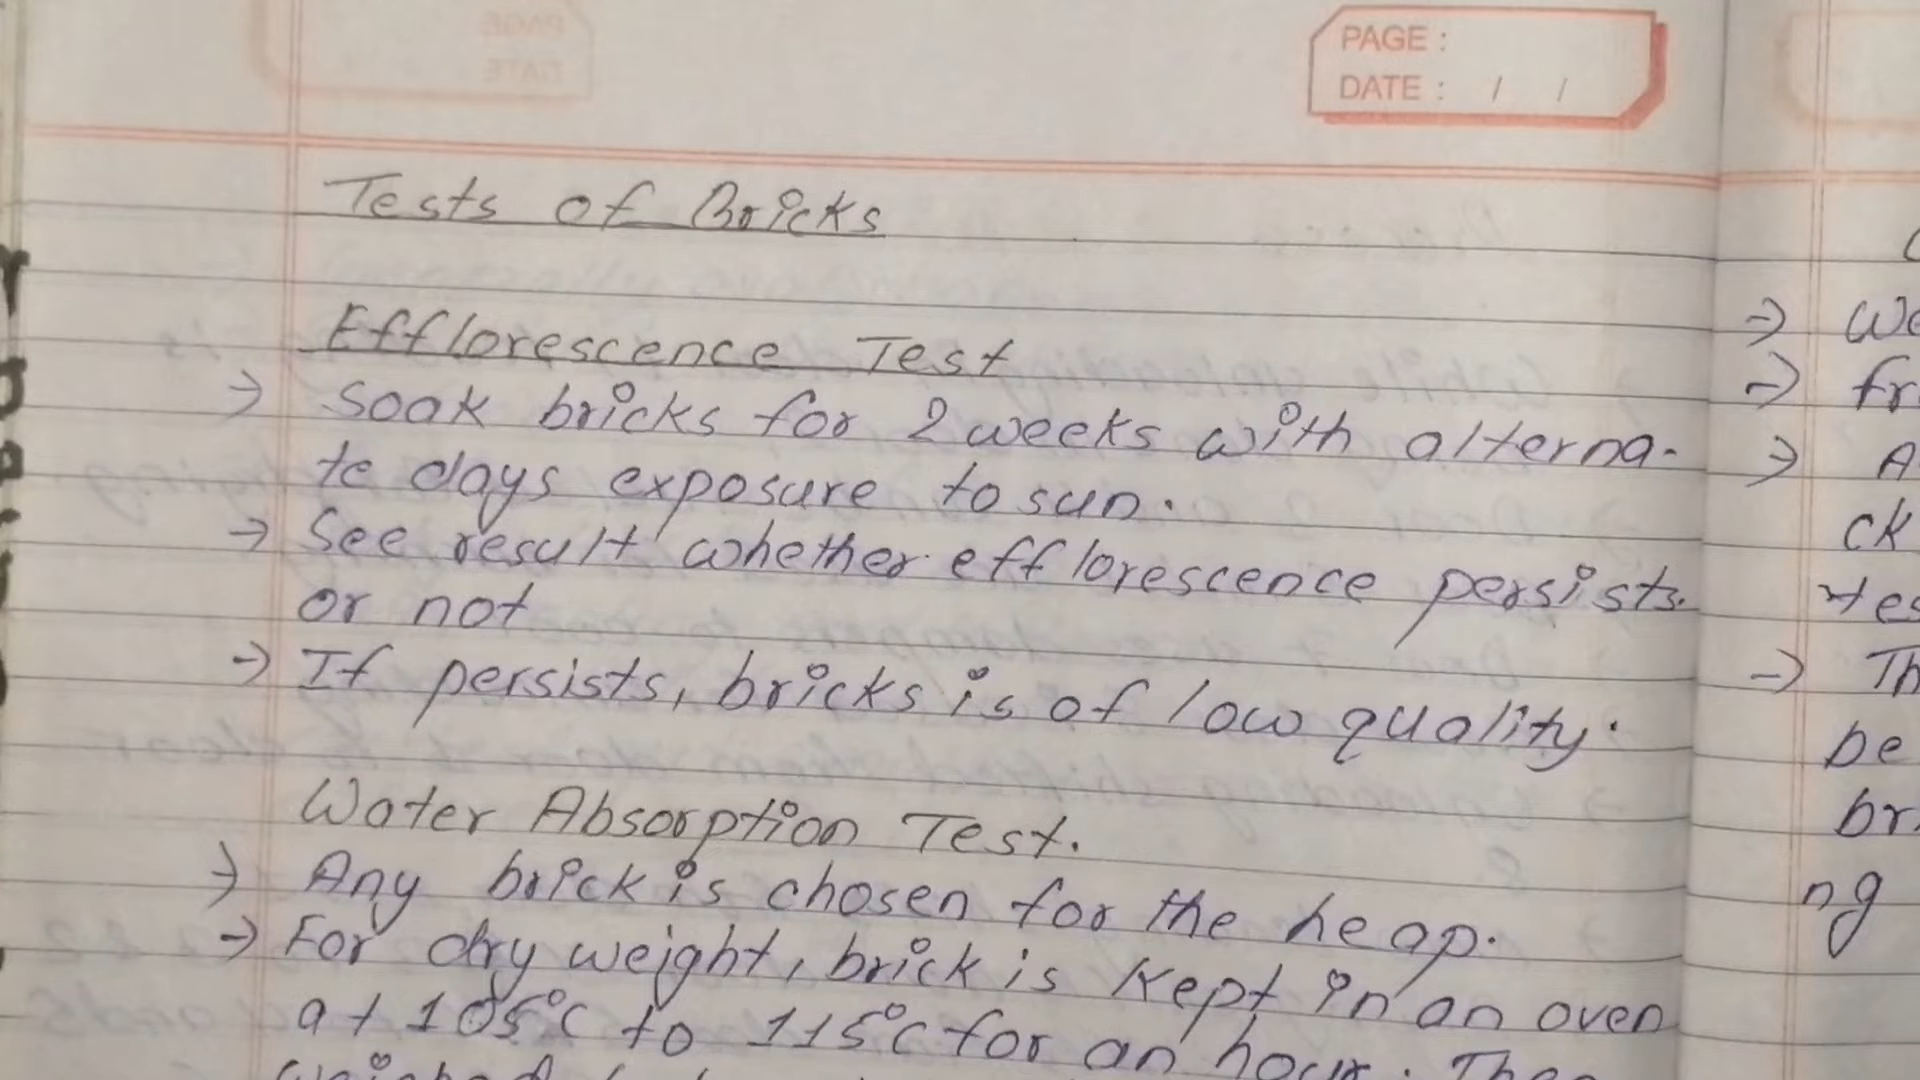 PAGE :
DATE : / /
Tests of Bricks
Efflorescence Test
→ Soak bricks for 2 weeks with alterna-
te days exposure to sun.
→ See result whether efflorescence persists.
or not
→ If persists, bricks is of low quality.
Water Absorption Test.
→ Any brick is chosen for the heap.
→ For dry weight, brick is kept in an oven
at 105°C to 115°C for an hour. Then
→ We
→ fr
→ A
ck
tes
→ Th
be
br
ng